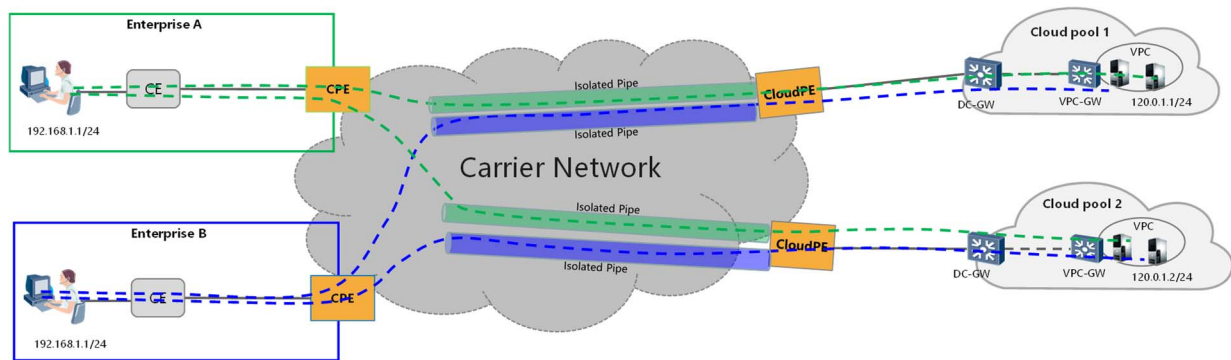 Enterprise A
CE
CPE
192.168.1.1/24
Isolated Pipe
CloudPE
Isolated Pipe
Cloud pool 1
VPC
DC-GW
VPC-GW
120.0.1.1/24
Carrier Network
Enterprise B
CE
CPE
192.168.1.1/24
Isolated Pipe
CloudPE
Isolated Pipe
Cloud pool 2
VPC
DC-GW
VPC-GW
120.0.1.2/24